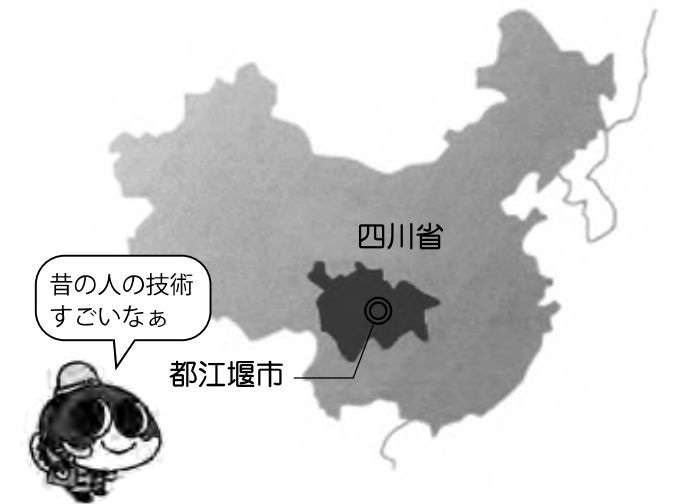 四川省
昔の人の技術
すごいなぁ
都江堰市